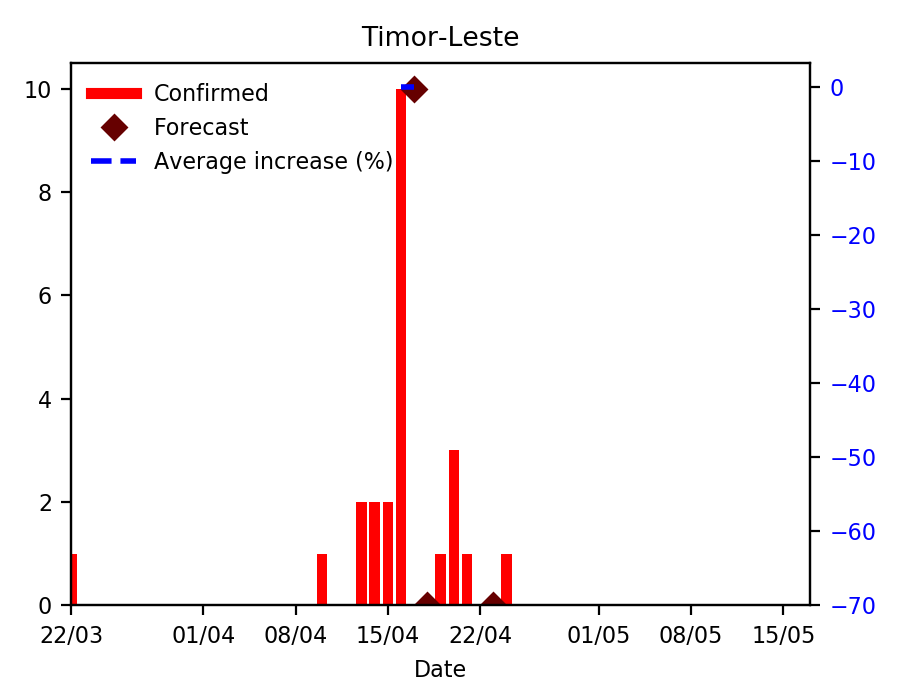 Timor-Leste
Confirmed
Forecast
Average increase (%)
10
8
6
4
2
0
0
−10
−20
−30
−40
−50
−60
−70
22/03 01/04 08/04 15/04 22/04 01/05 08/05 15/05
Date